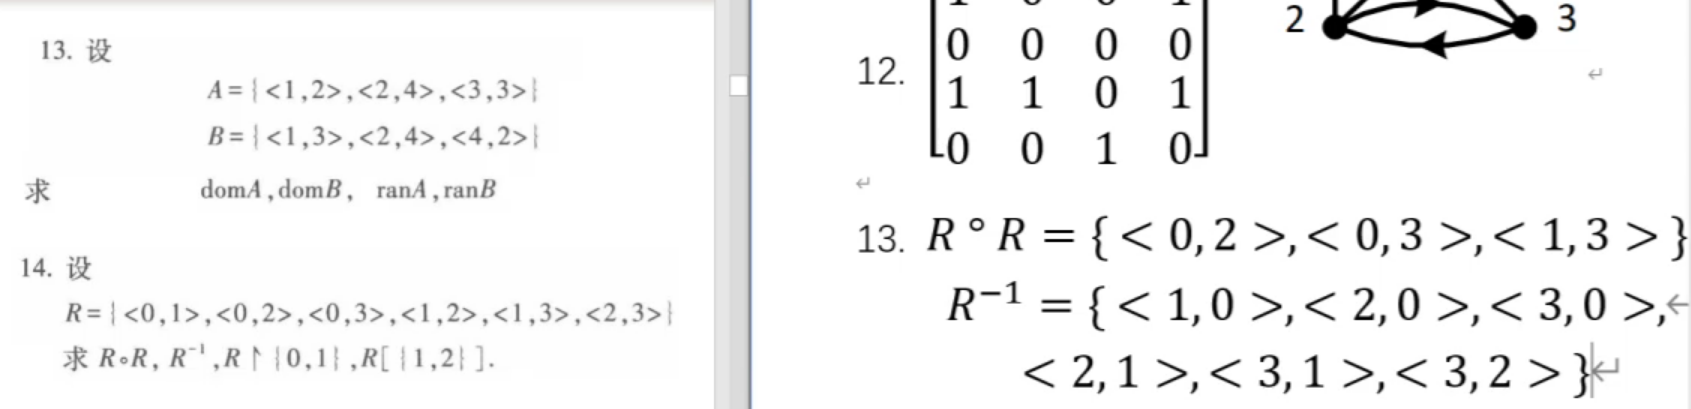 13. 设
A={<1,2>,<2,4>,<3,3>}
B={<1,3>,<2,4>,<4,2>}
求 domA,domB, ranA,ranB
14. 设
R={<0,1>,<0,2>,<0,3>,<1,2>,<1,3>,<2,3>}
求 R∘R, R⁻¹,R↾{0,1},R[{1,2}].
2 3
0 0 0 0
12.
1 1 0 1
0 0 1 0
13. R ∘ R = { < 0, 2 >, < 0, 3 >, < 1, 3 > }
R⁻¹ = { < 1, 0 >, < 2, 0 >, < 3, 0 >,
< 2, 1 >, < 3, 1 >, < 3, 2 > }